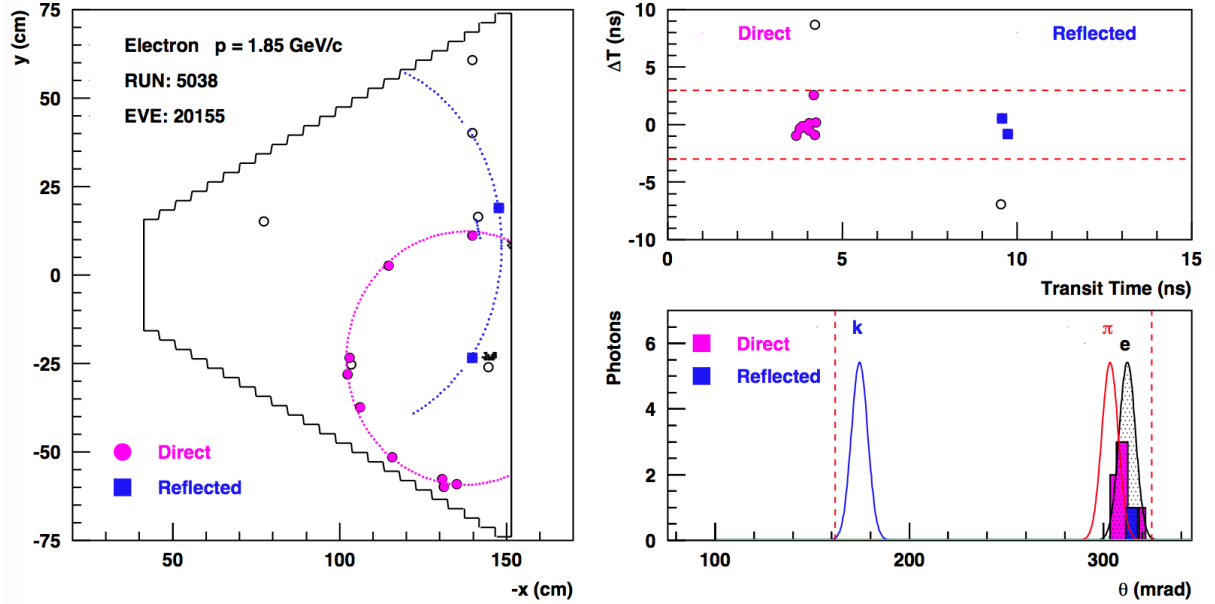 75
50
25
0
-25
-50
-75
y (cm)
Electron p = 1.85 GeV/c
RUN: 5038
EVE: 20155
Direct
Reflected
50
100
150
-x (cm)
10
5
0
-5
-10
ΔT (ns)
Direct
Reflected
0
5
10
15
Transit Time (ns)
6
4
2
0
Photons
k
π
e
Direct
Reflected
100
200
300
θ (mrad)